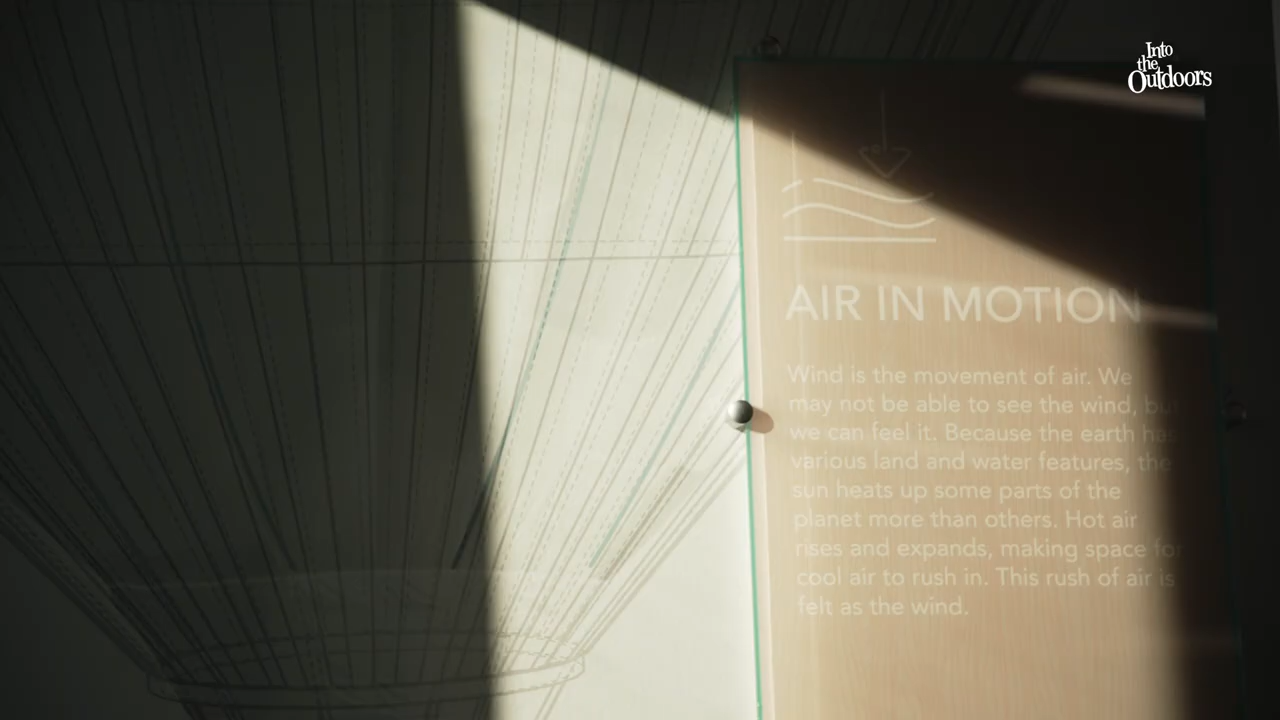 Into
the
Outdoors
AIR IN MOTION
Wind is the movement of air. We
may not be able to see the wind, but
we can feel it. Because the earth has
various land and water features, the
sun heats up some parts of the
planet more than others. Hot air
rises and expands, making space for
cool air to rush in. This rush of air is
felt as the wind.